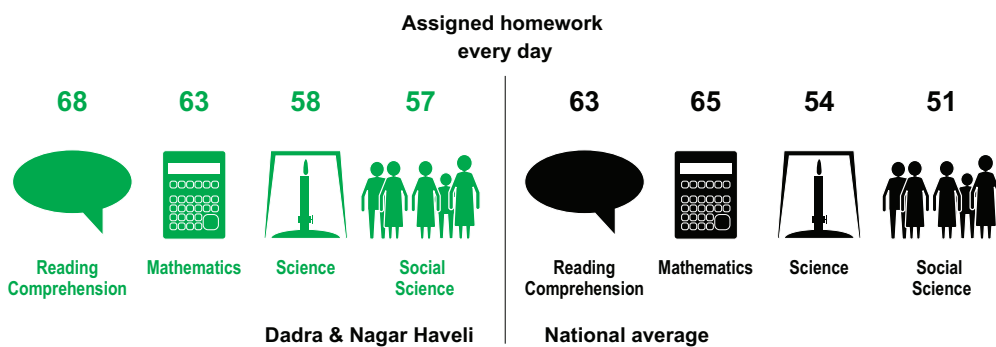 Assigned homework
every day
68 63 58 57
63 65 54 51
Reading
Comprehension
Mathematics
Science
Social
Science
Reading
Comprehension
Mathematics
Science
Social
Science
Dadra & Nagar Haveli
National average